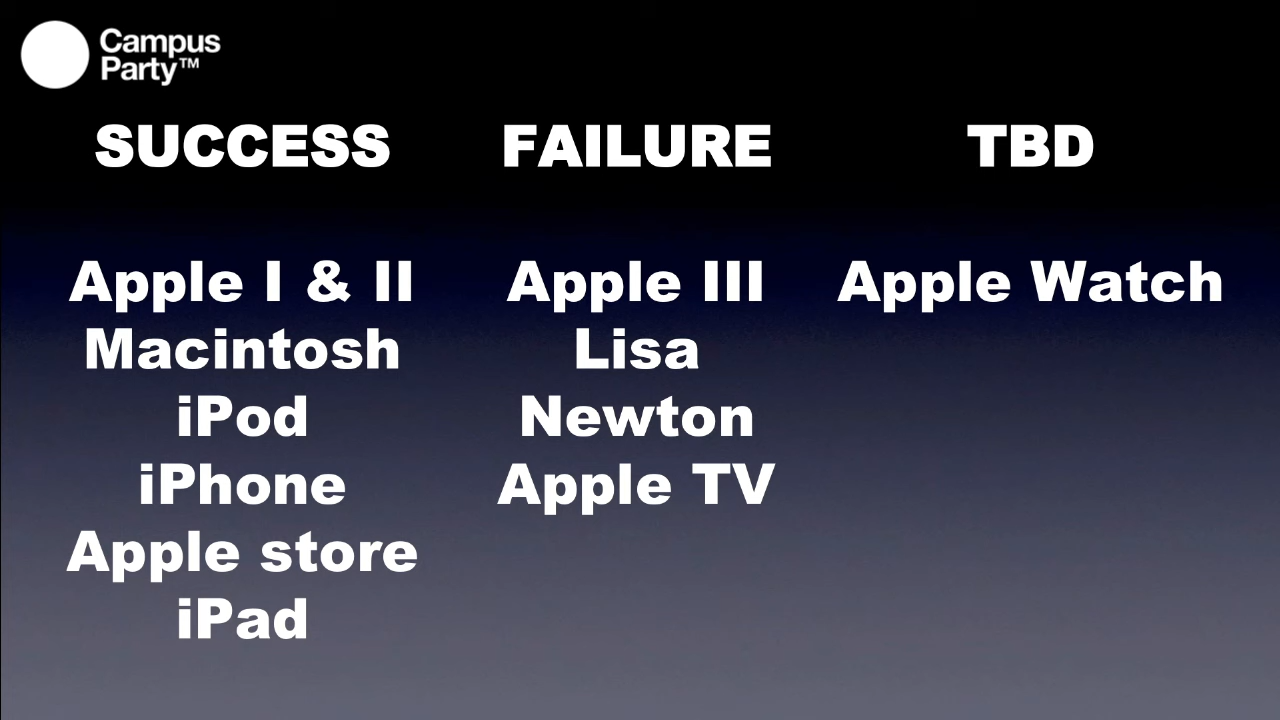 Campus
Party™
SUCCESS
Apple I & II
Macintosh
iPod
iPhone
Apple store
iPad
FAILURE
Apple III
Lisa
Newton
Apple TV
TBD
Apple Watch